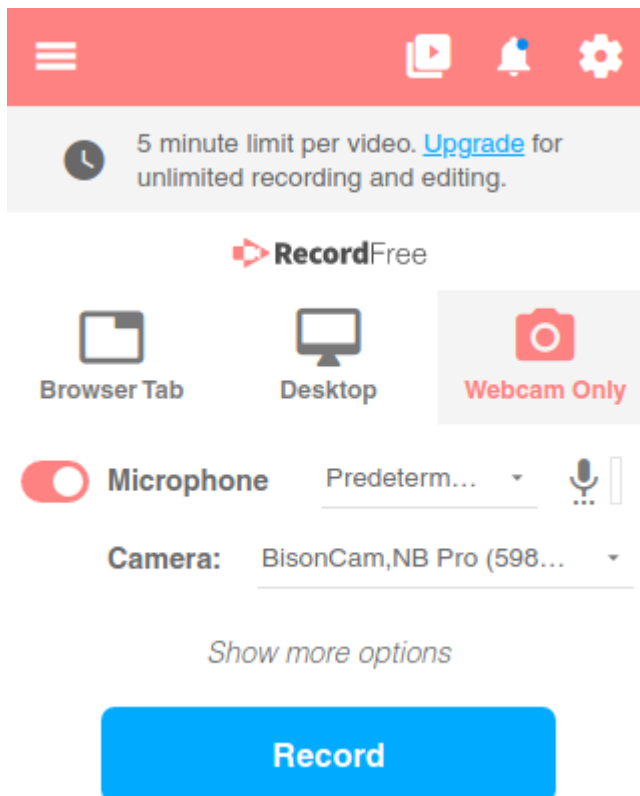 5 minute limit per video. Upgrade for
unlimited recording and editing.
RecordFree
Browser Tab
Desktop
Webcam Only
Microphone
Predeterm...
Camera:
BisonCam,NB Pro (598...
Show more options
Record